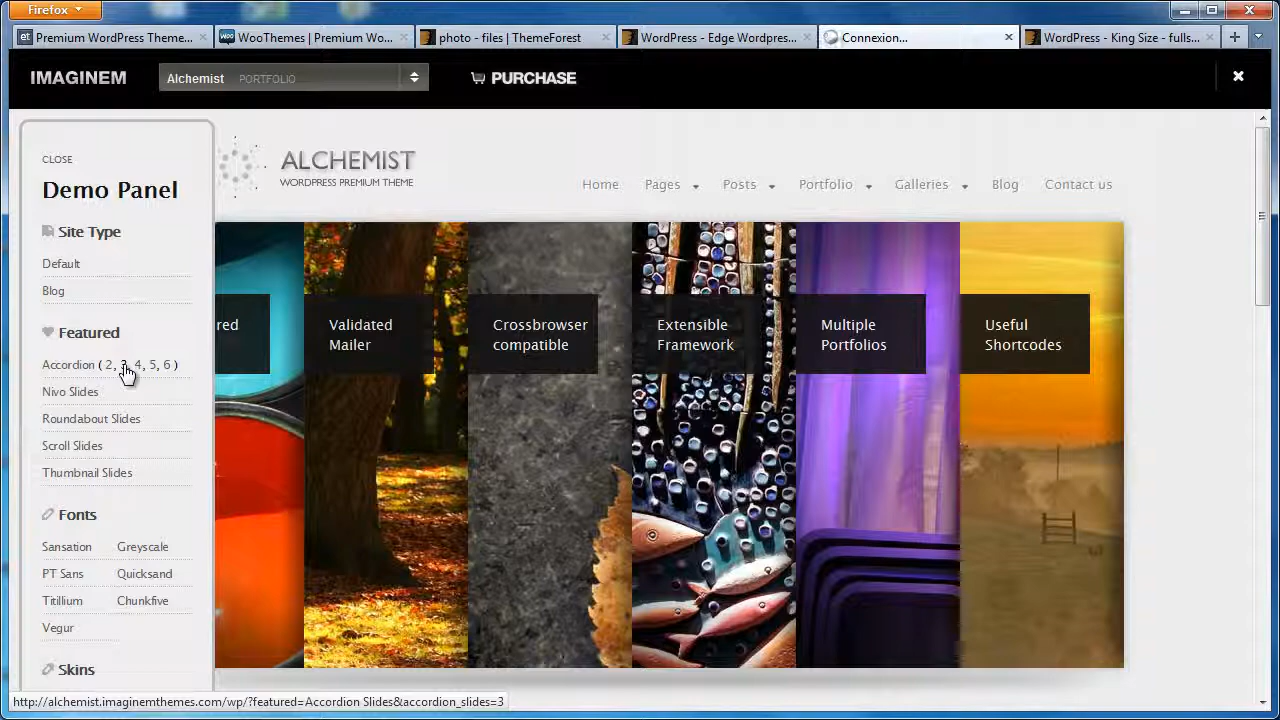 Firefox
Premium WordPress Theme...
WooThemes | Premium Wo...
photo - files | ThemeForest
WordPress - Edge Wordpres...
Connexion...
WordPress - King Size - fulls...
IMAGINEM
Alchemist PORTFOLIO
PURCHASE
CLOSE
Demo Panel
Site Type
Default
Blog
Featured
Accordion ( 2, 3, 4, 5, 6 )
Nivo Slides
Roundabout Slides
Scroll Slides
Thumbnail Slides
Fonts
Sansation Greyscale
PT Sans Quicksand
Titillium Chunkfive
Vegur
Skins
ALCHEMIST
WORDPRESS PREMIUM THEME
Home Pages Posts Portfolio Galleries Blog Contact us
red
Validated
Mailer
Crossbrowser
compatible
Extensible
Framework
Multiple
Portfolios
Useful
Shortcodes
http://alchemist.imaginemthemes.com/wp/?featured=Accordion Slides&accordion_slides=3